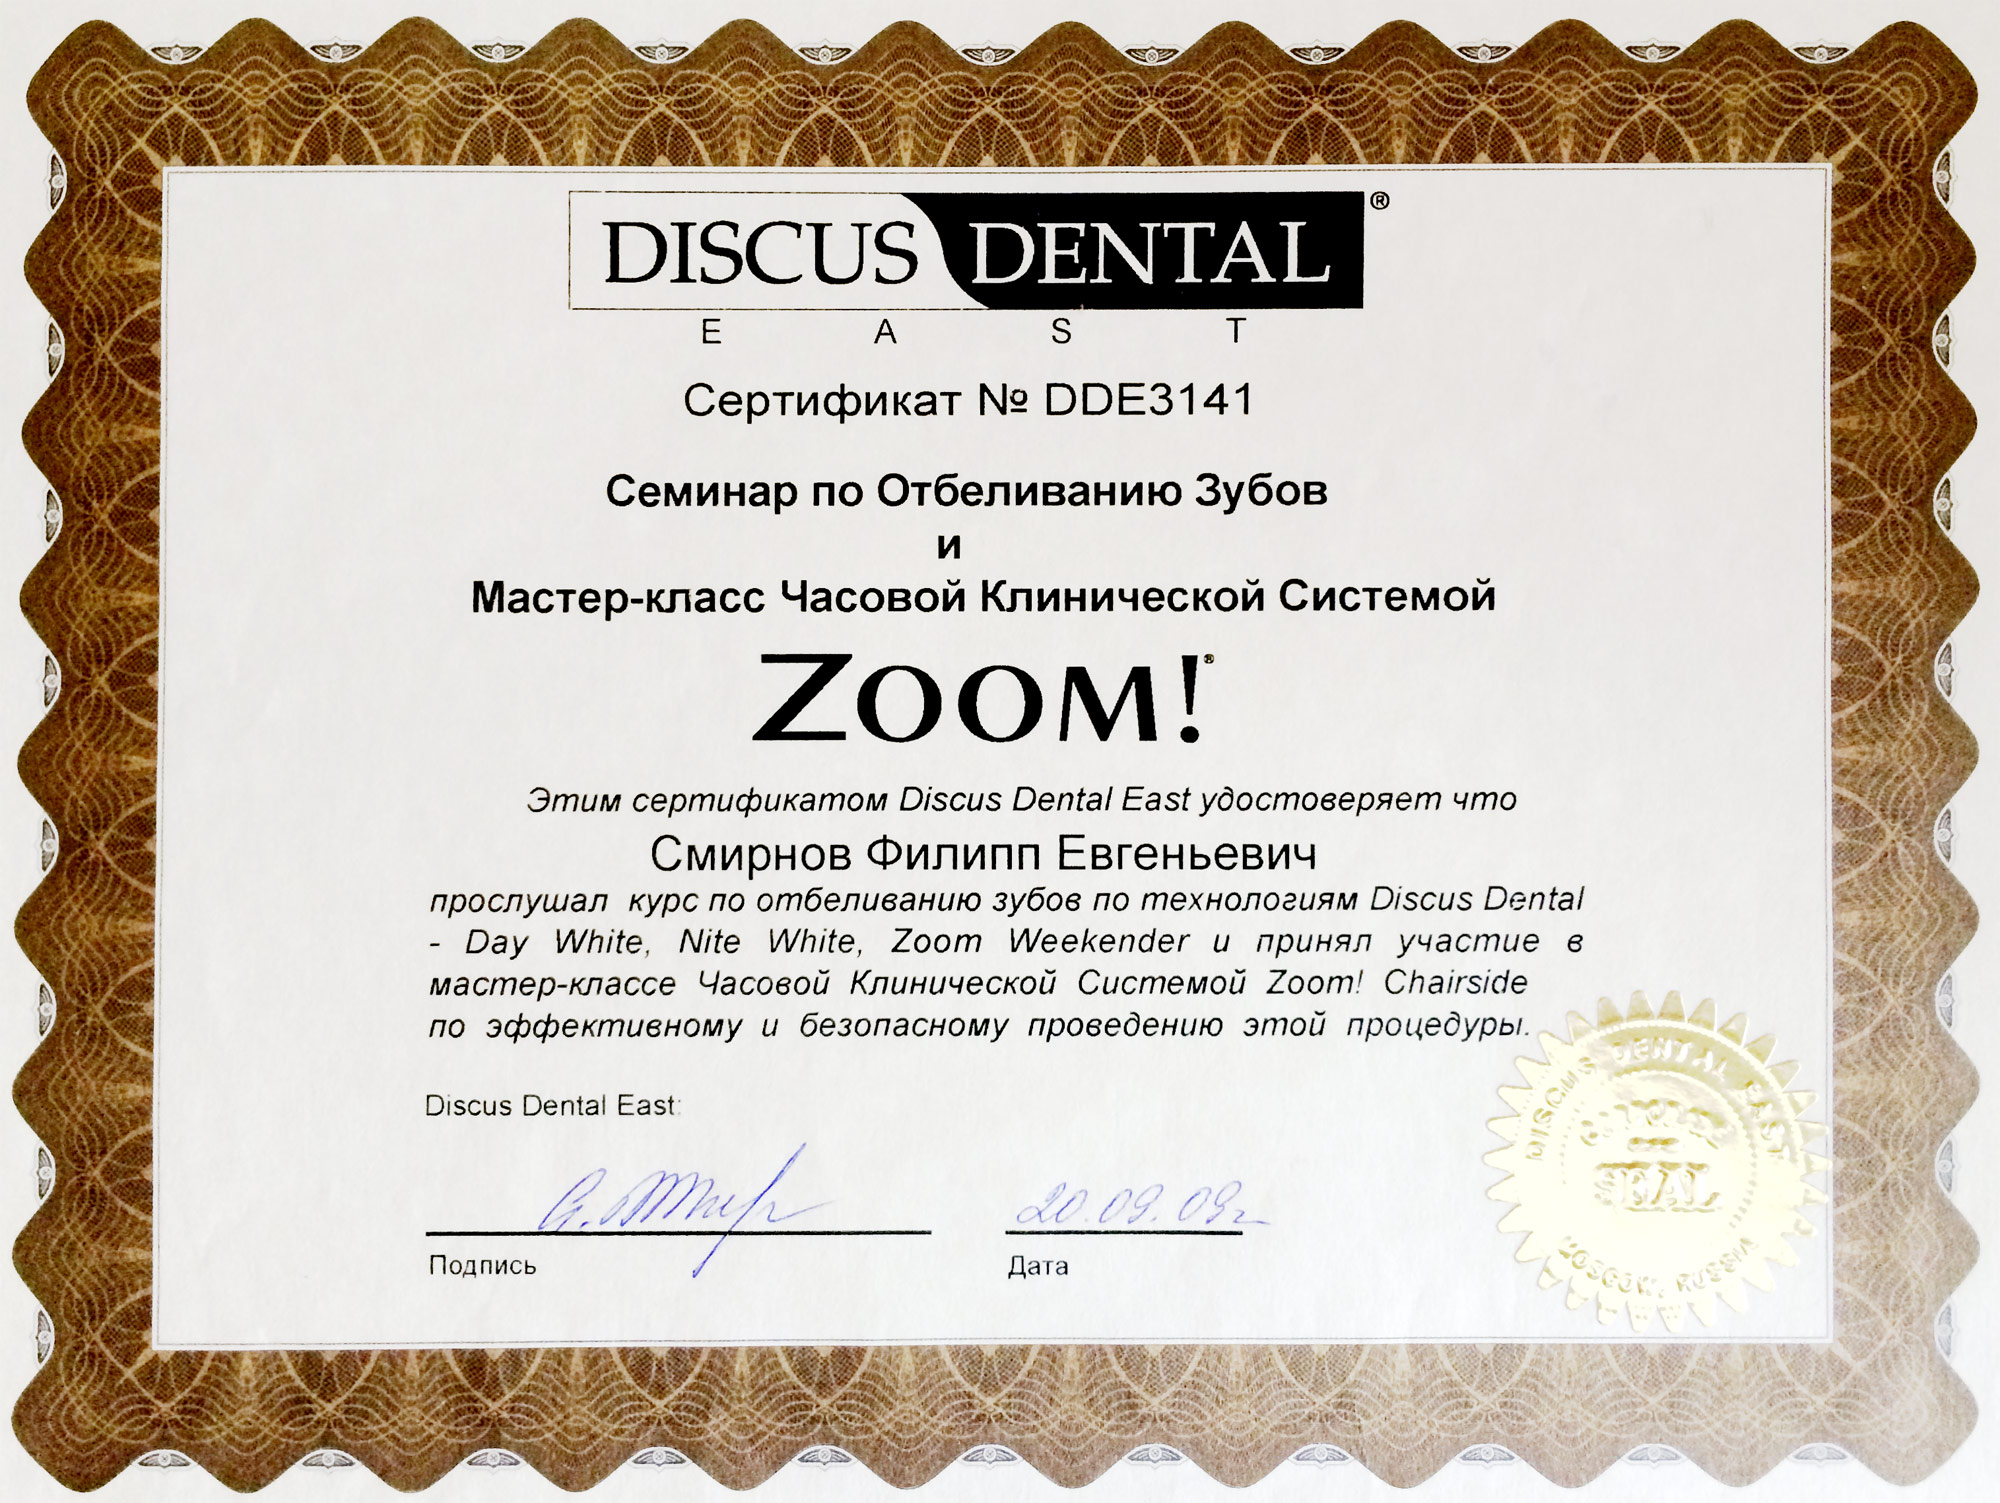 DISCUS DENTAL®
E A S T
Сертификат № DDE3141
Семинар по Отбеливанию Зубов
и
Мастер-класс Часовой Клинической Системой
ZOOM!®
Этим сертификатом Discus Dental East удостоверяет что
Смирнов Филипп Евгеньевич
прослушал курс по отбеливанию зубов по технологиям Discus Dental
- Day White, Nite White, Zoom Weekender и принял участие в
мастер-классе Часовой Клинической Системой Zoom! Chairside
по эффективному и безопасному проведению этой процедуры.
Discus Dental East:
20.09.09г
Подпись
Дата
DISCUS DENTAL EAST
SEAL
MOSCOW, RUSSIA